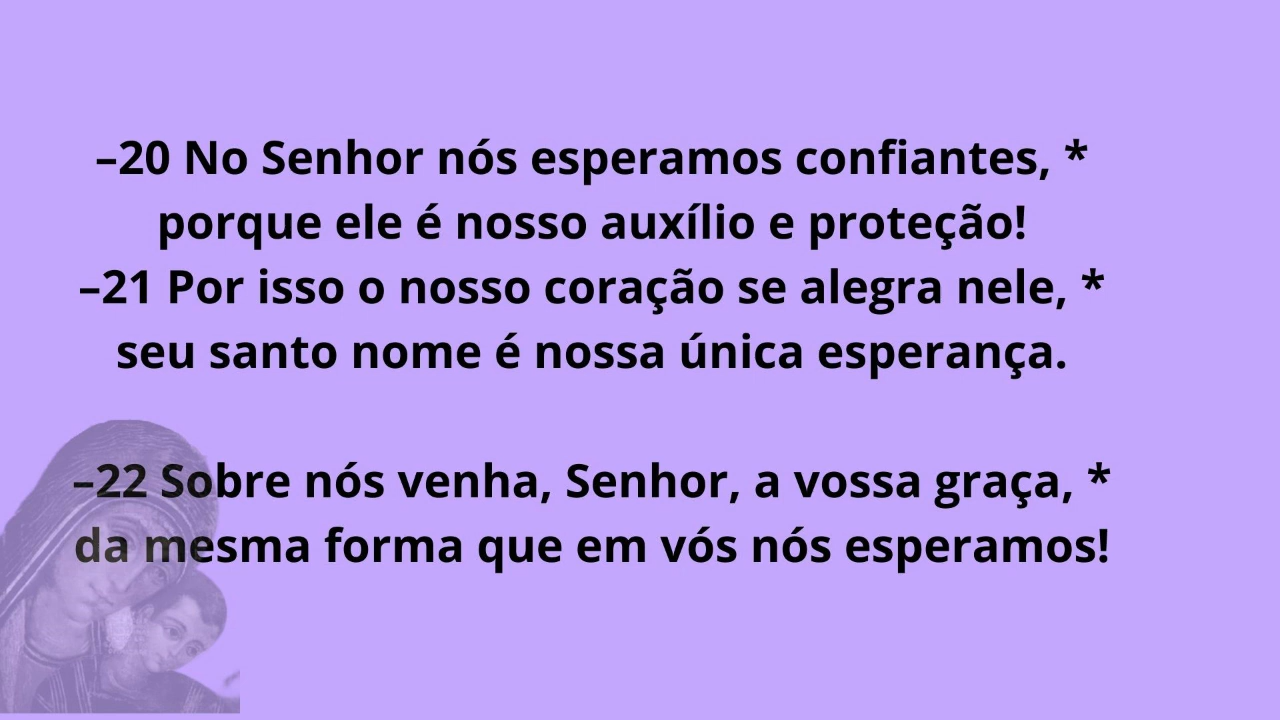 –20 No Senhor nós esperamos confiantes, *
porque ele é nosso auxílio e proteção!
–21 Por isso o nosso coração se alegra nele, *
seu santo nome é nossa única esperança.
–22 Sobre nós venha, Senhor, a vossa graça, *
da mesma forma que em vós nós esperamos!